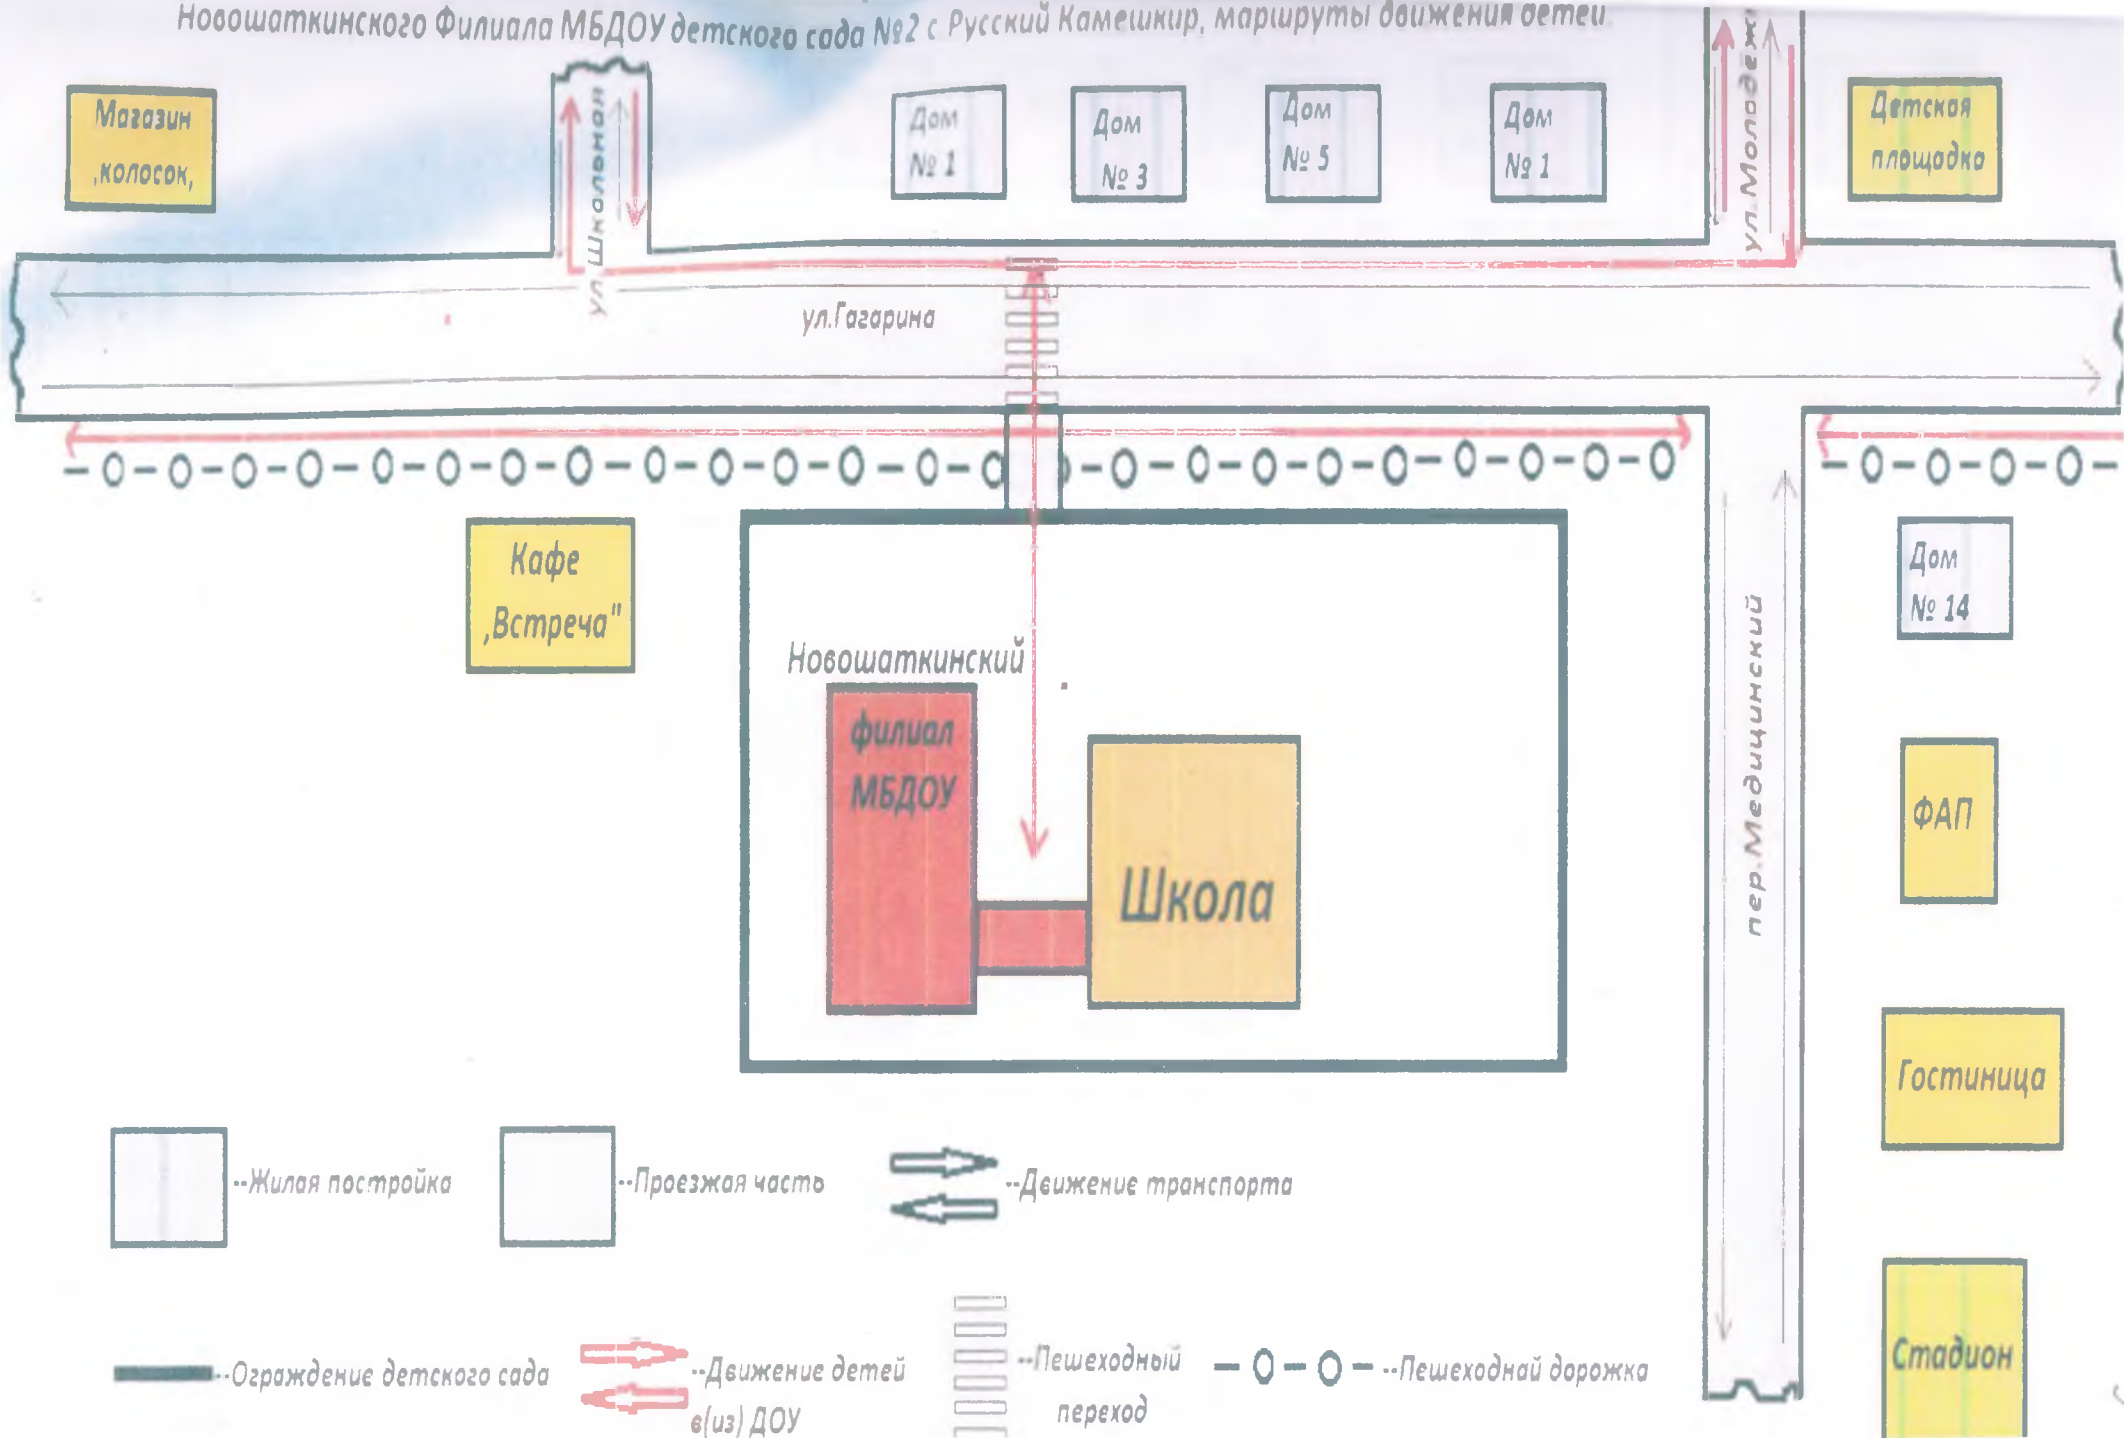 Новошаткинского Филиала МБДОУ детского сада №2 с Русский Камешкир, маршруты движения детей
Магазин
,колосок,
ул.Школоная
Дом
№ 1
Дом
№ 3
Дом
№ 5
Дом
№ 1
ул.Молодежн
Детская
площадка
ул.Гагарина
Кафе
,Встреча"
Новошаткинский
филиал
МБДОУ
Школа
пер.Медицинский
Дом
№ 14
ФАП
Гостиница
Стадион
--Жилая постройка
--Проезжая часть
--Движение транспорта
--Ограждение детского сада
--Движение детей
в(из) ДОУ
--Пешеходный
переход
--Пешеходнай дорожка